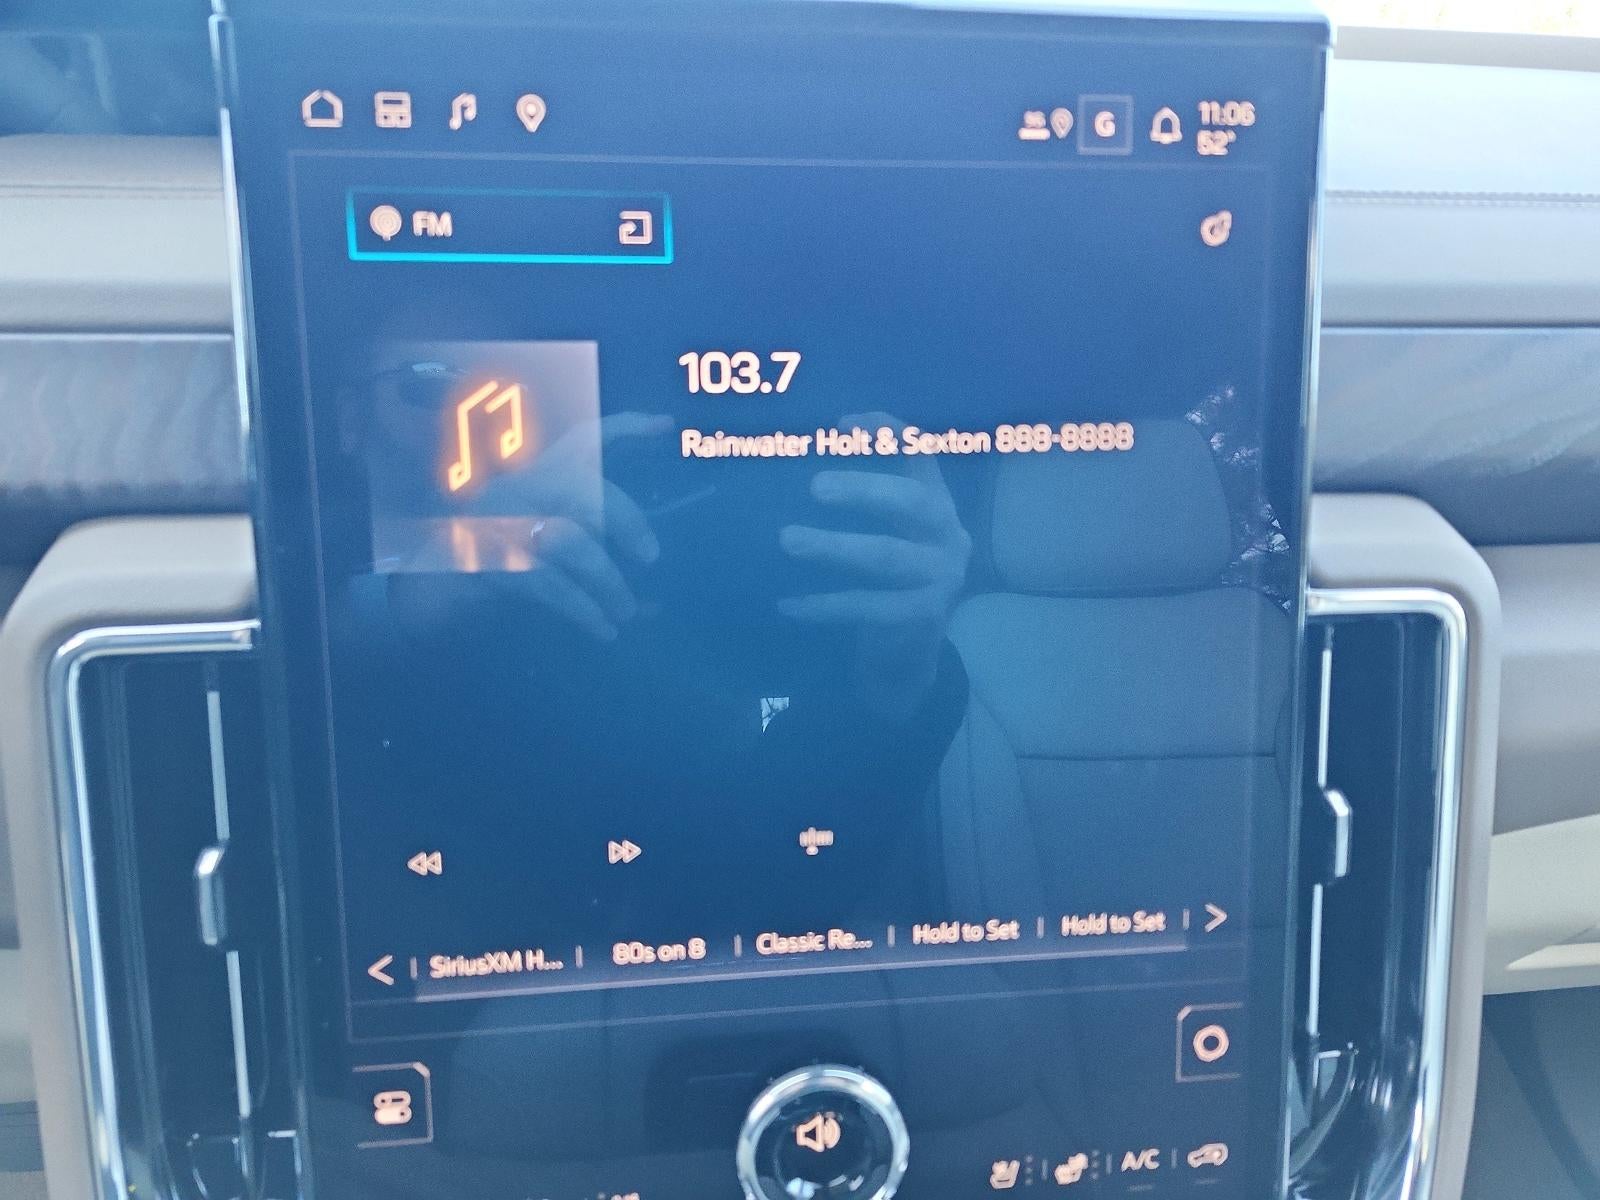 11:06
G
52°
FM
103.7
Rainwater Holt & Sexton 888-8888
SiriusXM H... | 80s on 8 | Classic Re... | Hold to Set | Hold to Set
A/C